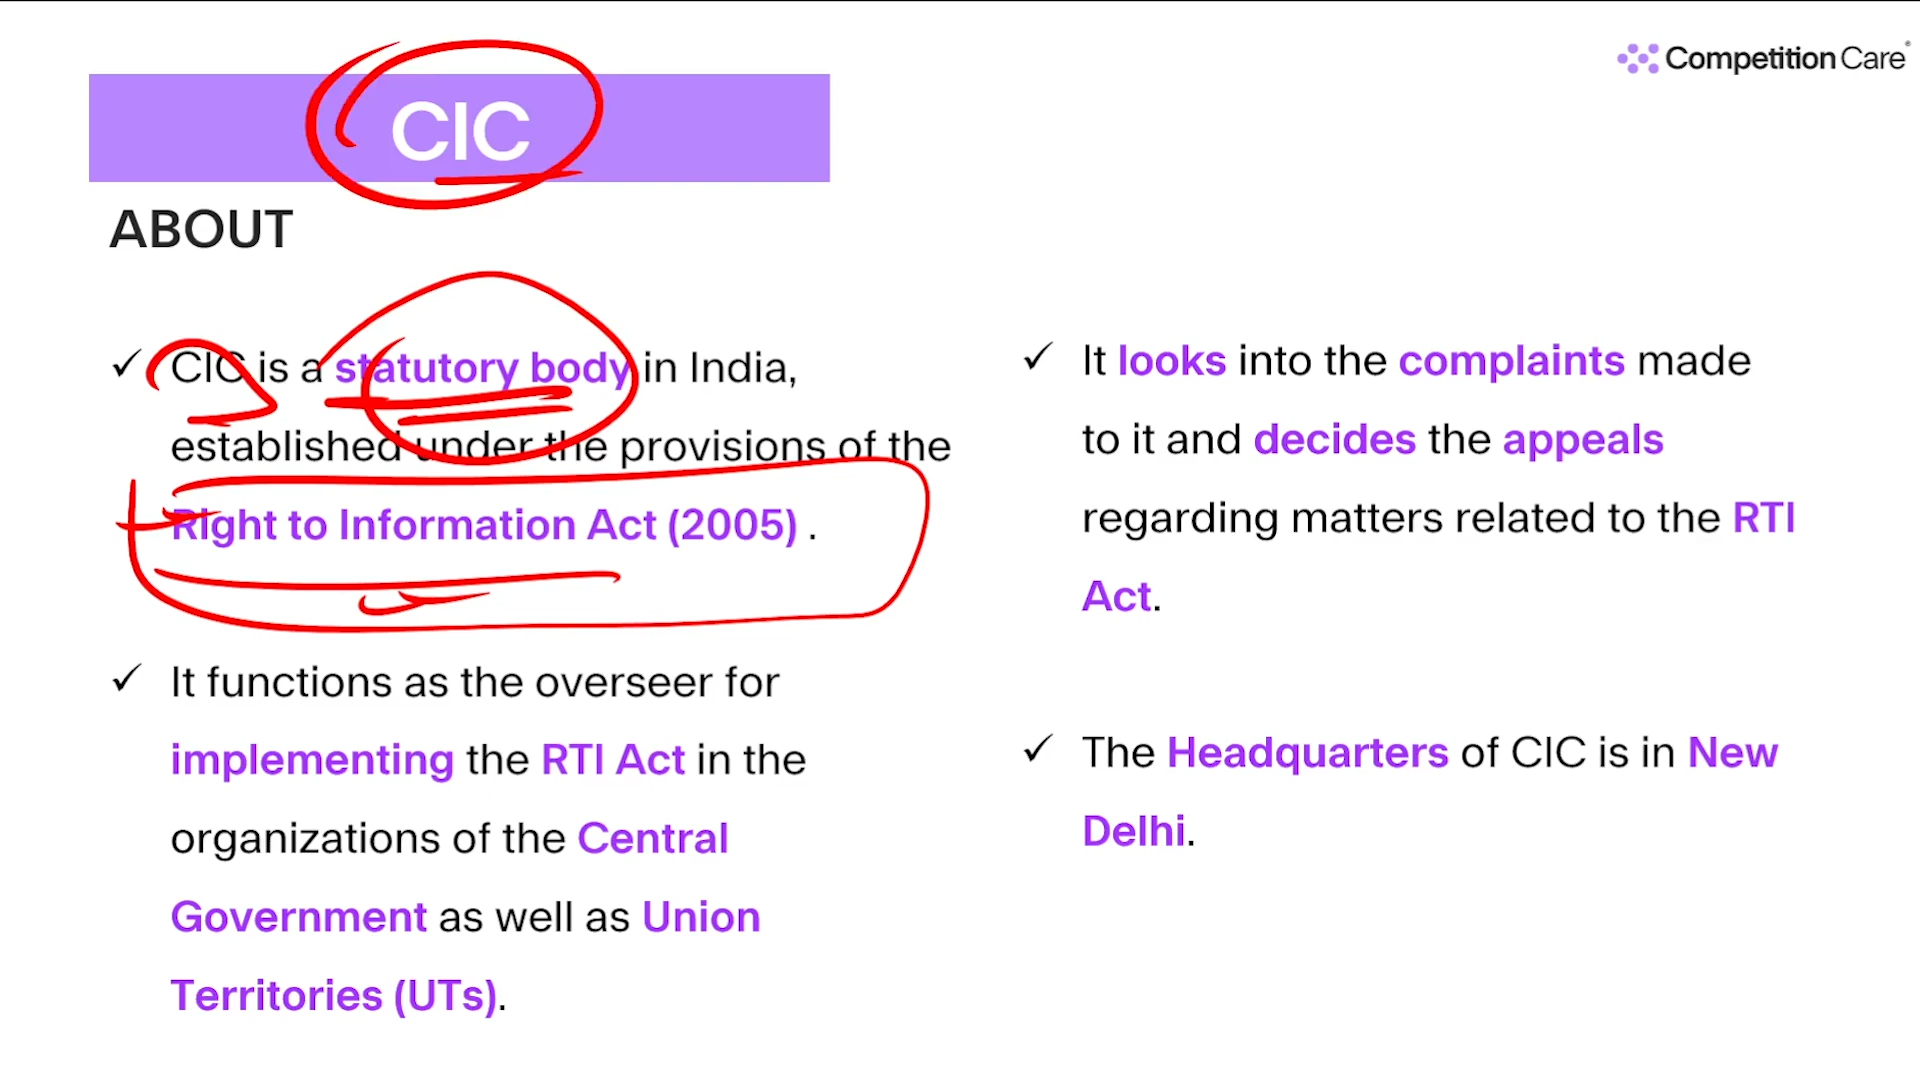 Competition Care
CIC
ABOUT
✓ CIC is a statutory body in India,
established under the provisions of the
Right to Information Act (2005) .
✓ It functions as the overseer for
implementing the RTI Act in the
organizations of the Central
Government as well as Union
Territories (UTs).
✓ It looks into the complaints made
to it and decides the appeals
regarding matters related to the RTI
Act.
✓ The Headquarters of CIC is in New
Delhi.